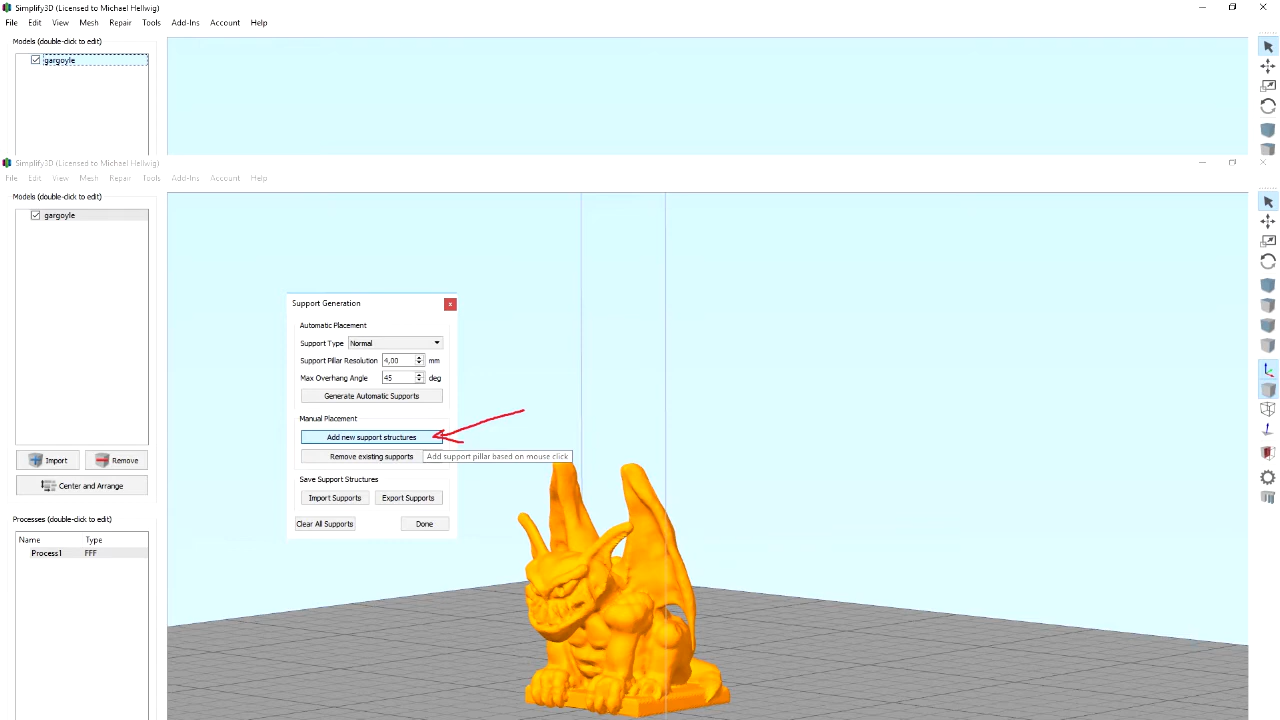 Simplify3D (Licensed to Michael Hellwig)
File Edit View Mesh Repair Tools Add-Ins Account Help
Models (double-click to edit)
gargoyle
Simplify3D (Licensed to Michael Hellwig)
File Edit View Mesh Repair Tools Add-Ins Account Help
Models (double-click to edit)
gargoyle
Support Generation
Automatic Placement
Support Type Normal
Support Pillar Resolution 4,00 mm
Max Overhang Angle 45 deg
Generate Automatic Supports
Manual Placement
Add new support structures
Remove existing supports
Add support pillar based on mouse click
Save Support Structures
Import Supports Export Supports
Clear All Supports Done
Import Remove
Center and Arrange
Processes (double-click to edit)
Name Type
Process1 FFF